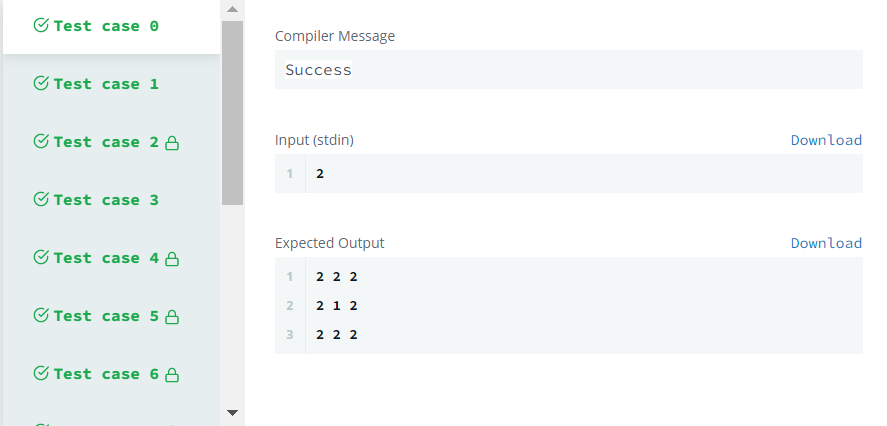 Test case 0
Test case 1
Test case 2
Test case 3
Test case 4
Test case 5
Test case 6
Compiler Message
Success
Input (stdin) Download
1 2
Expected Output Download
1 2 2 2
2 2 1 2
3 2 2 2